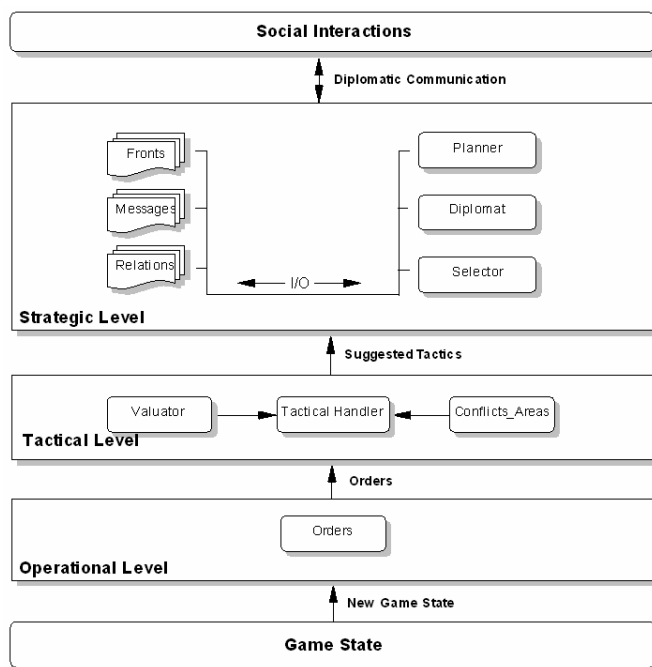 Social Interactions
Diplomatic Communication
Fronts
Planner
Messages
Diplomat
Relations
Selector
I/O
Strategic Level
Suggested Tactics
Valuator
Tactical Handler
Conflicts_Areas
Tactical Level
Orders
Orders
Operational Level
New Game State
Game State